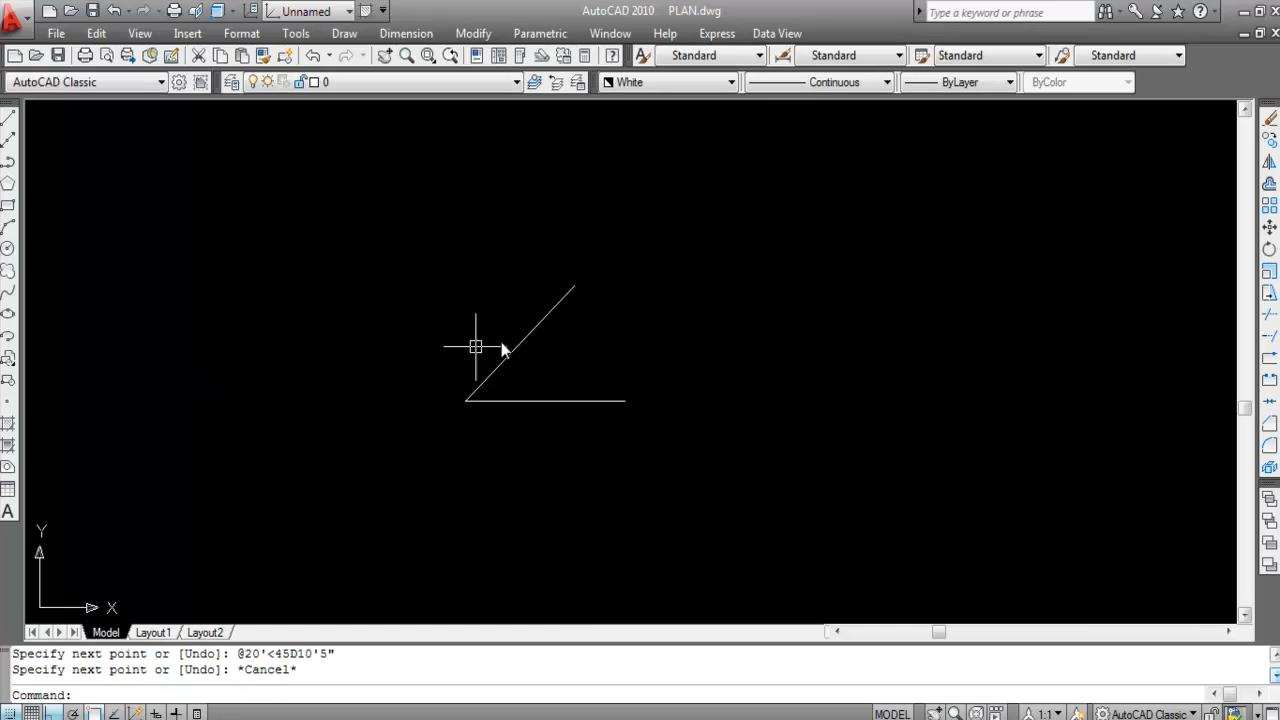 Unnamed AutoCAD 2010 PLAN.dwg Type a keyword or phrase
File Edit View Insert Format Tools Draw Dimension Modify Parametric Window Help Express Data View
Standard Standard Standard Standard
AutoCAD Classic 0 White Continuous ByLayer ByColor
A
Y
X
Model Layout1 Layout2
Specify next point or [Undo]: @20'<45D10'5"
Specify next point or [Undo]: *Cancel*
Command:
MODEL 1:1 AutoCAD Classic